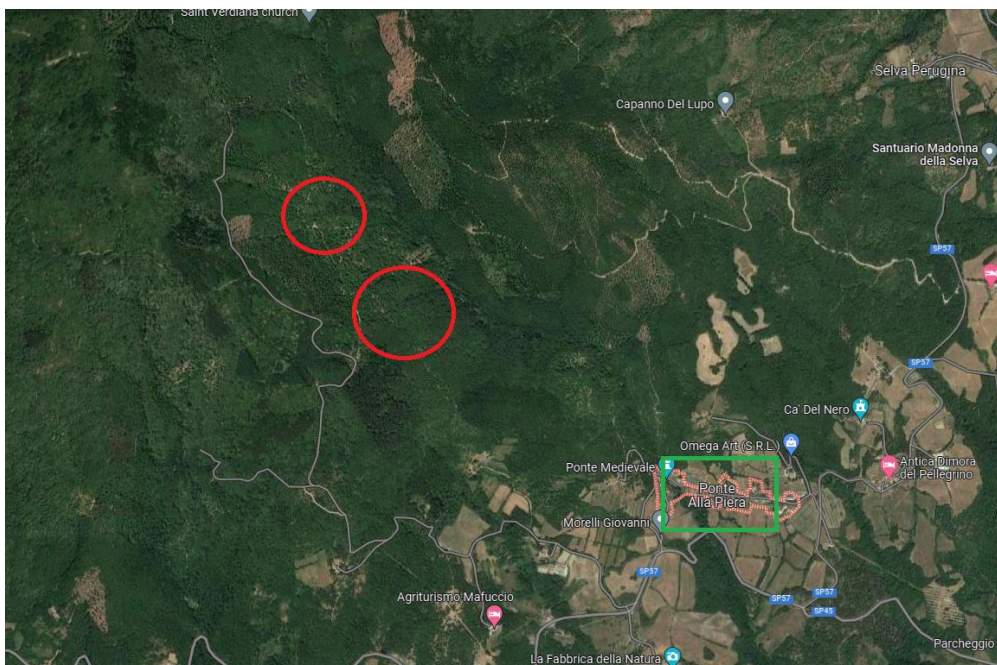 Saint Verdiana church
Selva Perugina
Capanno Del Lupo
Santuario Madonna
della Selva
SP57
SP57
Ca' Del Nero
Omega Art (S.R.L.)
Ponte Medievale
Antica Dimora
del Pellegrino
Ponte
Alla Piera
Morelli Giovanni
SP57
SP57
SP57
SP45
Agriturismo Mafuccio
Parcheggio
La Fabbrica della Natura